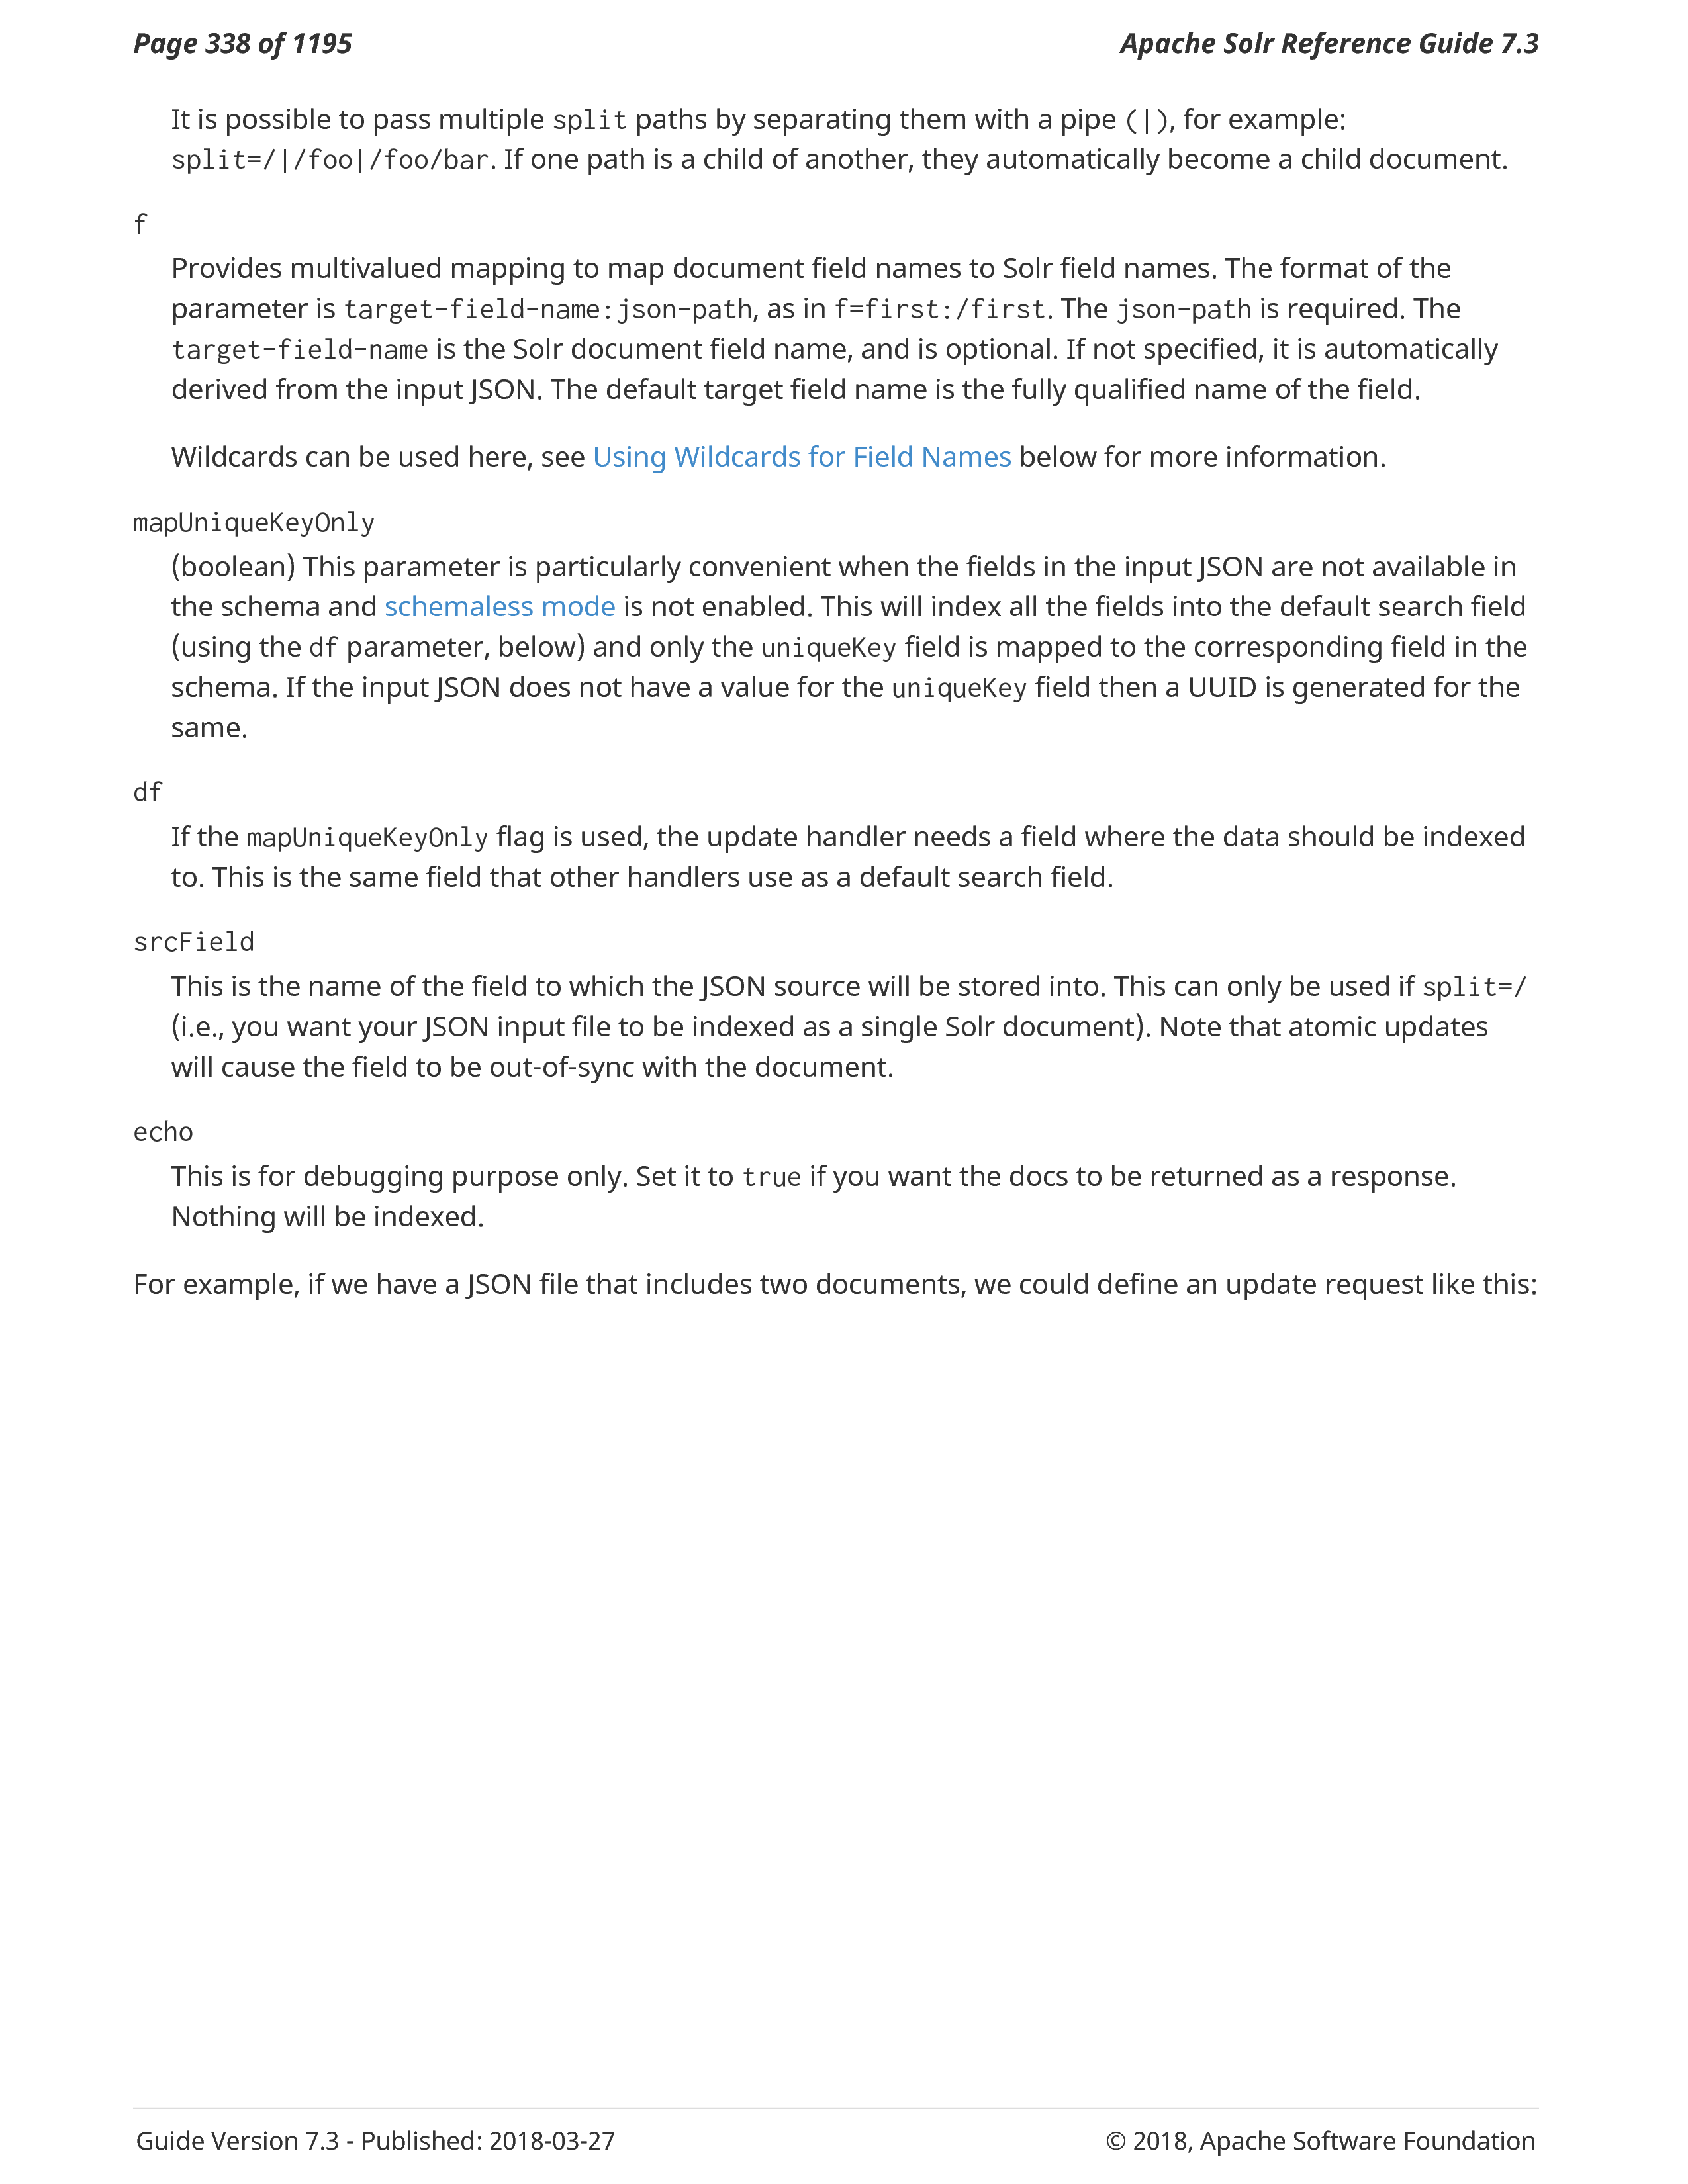 Page 338 of 1195
Apache Solr Reference Guide 7.3
It is possible to pass multiple split paths by separating them with a pipe (|), for example:
split=/|/foo|/foo/bar. If one path is a child of another, they automatically become a child document.
f
Provides multivalued mapping to map document field names to Solr field names. The format of the
parameter is target-field-name:json-path, as in f=first:/first. The json-path is required. The
target-field-name is the Solr document field name, and is optional. If not specified, it is automatically
derived from the input JSON. The default target field name is the fully qualified name of the field.
Wildcards can be used here, see Using Wildcards for Field Names below for more information.
mapUniqueKeyOnly
(boolean) This parameter is particularly convenient when the fields in the input JSON are not available in
the schema and schemaless mode is not enabled. This will index all the fields into the default search field
(using the df parameter, below) and only the uniqueKey field is mapped to the corresponding field in the
schema. If the input JSON does not have a value for the uniqueKey field then a UUID is generated for the
same.
df
If the mapUniqueKeyOnly flag is used, the update handler needs a field where the data should be indexed
to. This is the same field that other handlers use as a default search field.
srcField
This is the name of the field to which the JSON source will be stored into. This can only be used if split=/
(i.e., you want your JSON input file to be indexed as a single Solr document). Note that atomic updates
will cause the field to be out-of-sync with the document.
echo
This is for debugging purpose only. Set it to true if you want the docs to be returned as a response.
Nothing will be indexed.
For example, if we have a JSON file that includes two documents, we could define an update request like this:
Guide Version 7.3 - Published: 2018-03-27
© 2018, Apache Software Foundation